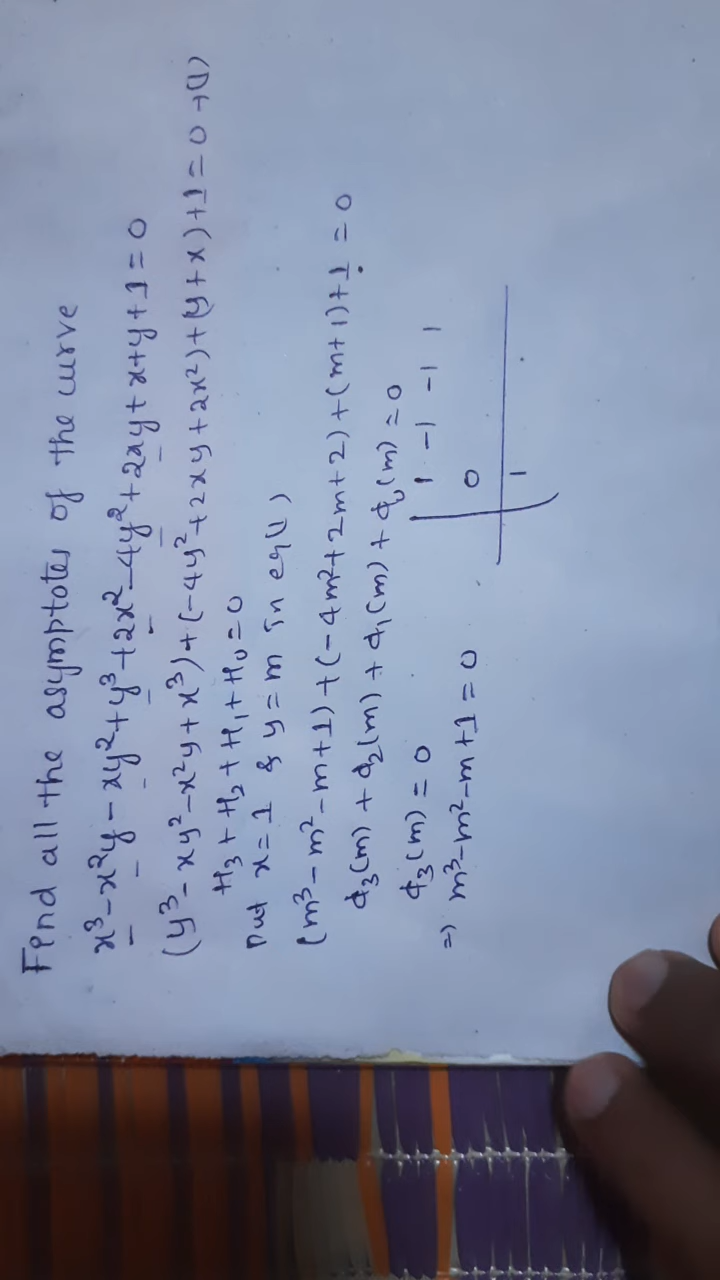 Find all the asymptotes of the curve
x³-x²y-xy²+y³+2x²-4y²+2xy+x+y+1=0
(y³-xy²-x²y+x³)+(-4y²+2xy+2x²)+(y+x)+1=0→(1)
H₃+H₂+H₁+H₀=0
Put x=1 & y=m in eq(1)
(m³-m²-m+1)+(-4m²+2m+2)+(m+1)+1=0
ϕ₃(m)+ϕ₂(m)+ϕ₁(m)+ϕ₀(m)=0
ϕ₃(m)=0
1 -1 -1 1
⇒ m³-m²-m+1=0
0
1